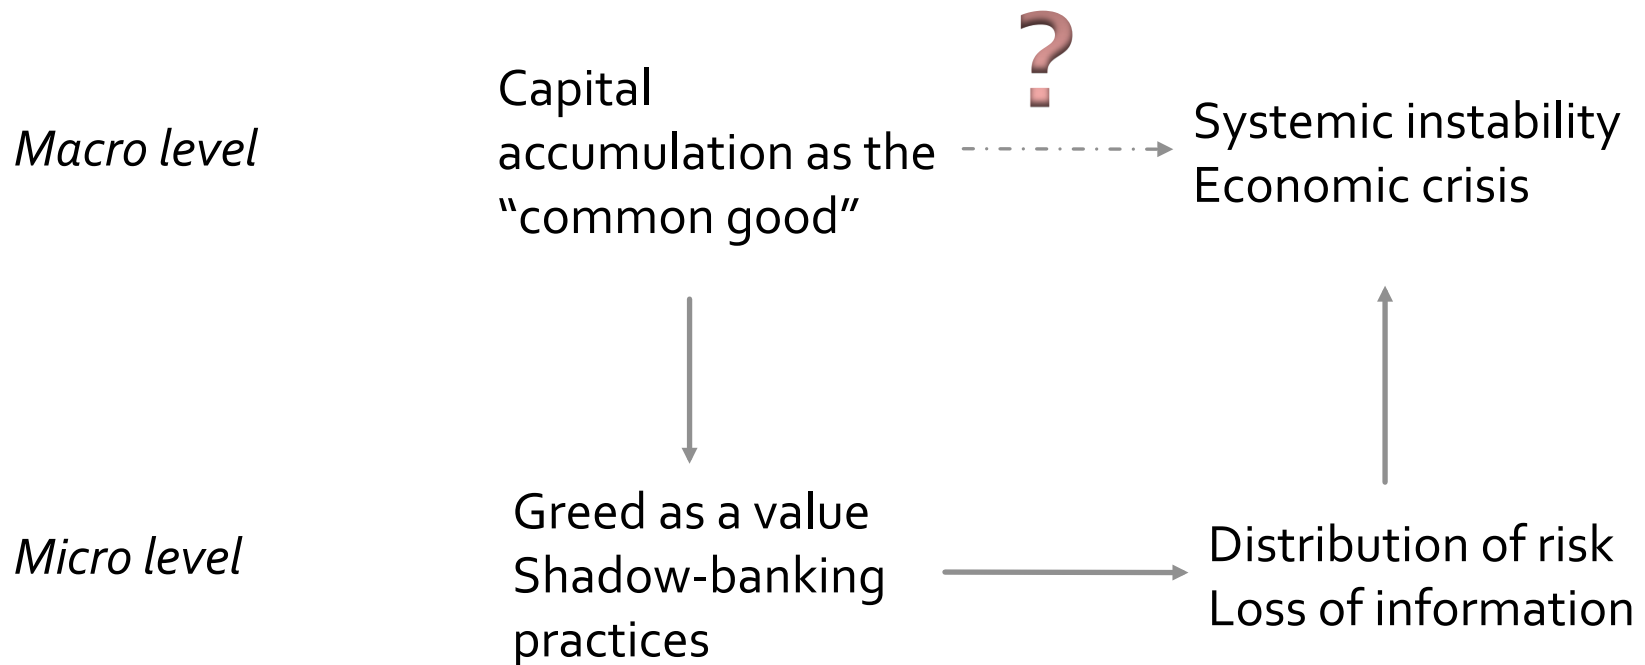 ?
Macro level
Capital
accumulation as the
“common good”
Systemic instability
Economic crisis
Micro level
Greed as a value
Shadow-banking
practices
Distribution of risk
Loss of information